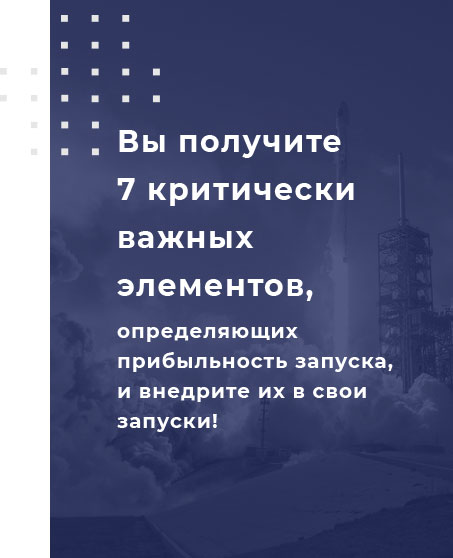 Вы получите
7 критически
важных
элементов,
определяющих
прибыльность запуска,
и внедрите их в свои
запуски!